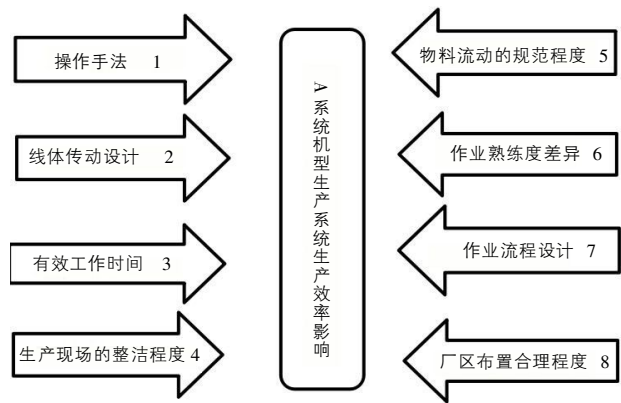 操作手法 1
线体传动设计 2
有效工作时间 3
生产现场的整洁程度 4
A系统机型生产系统生产效率影响
物料流动的规范程度 5
作业熟练度差异 6
作业流程设计 7
厂区布置合理程度 8